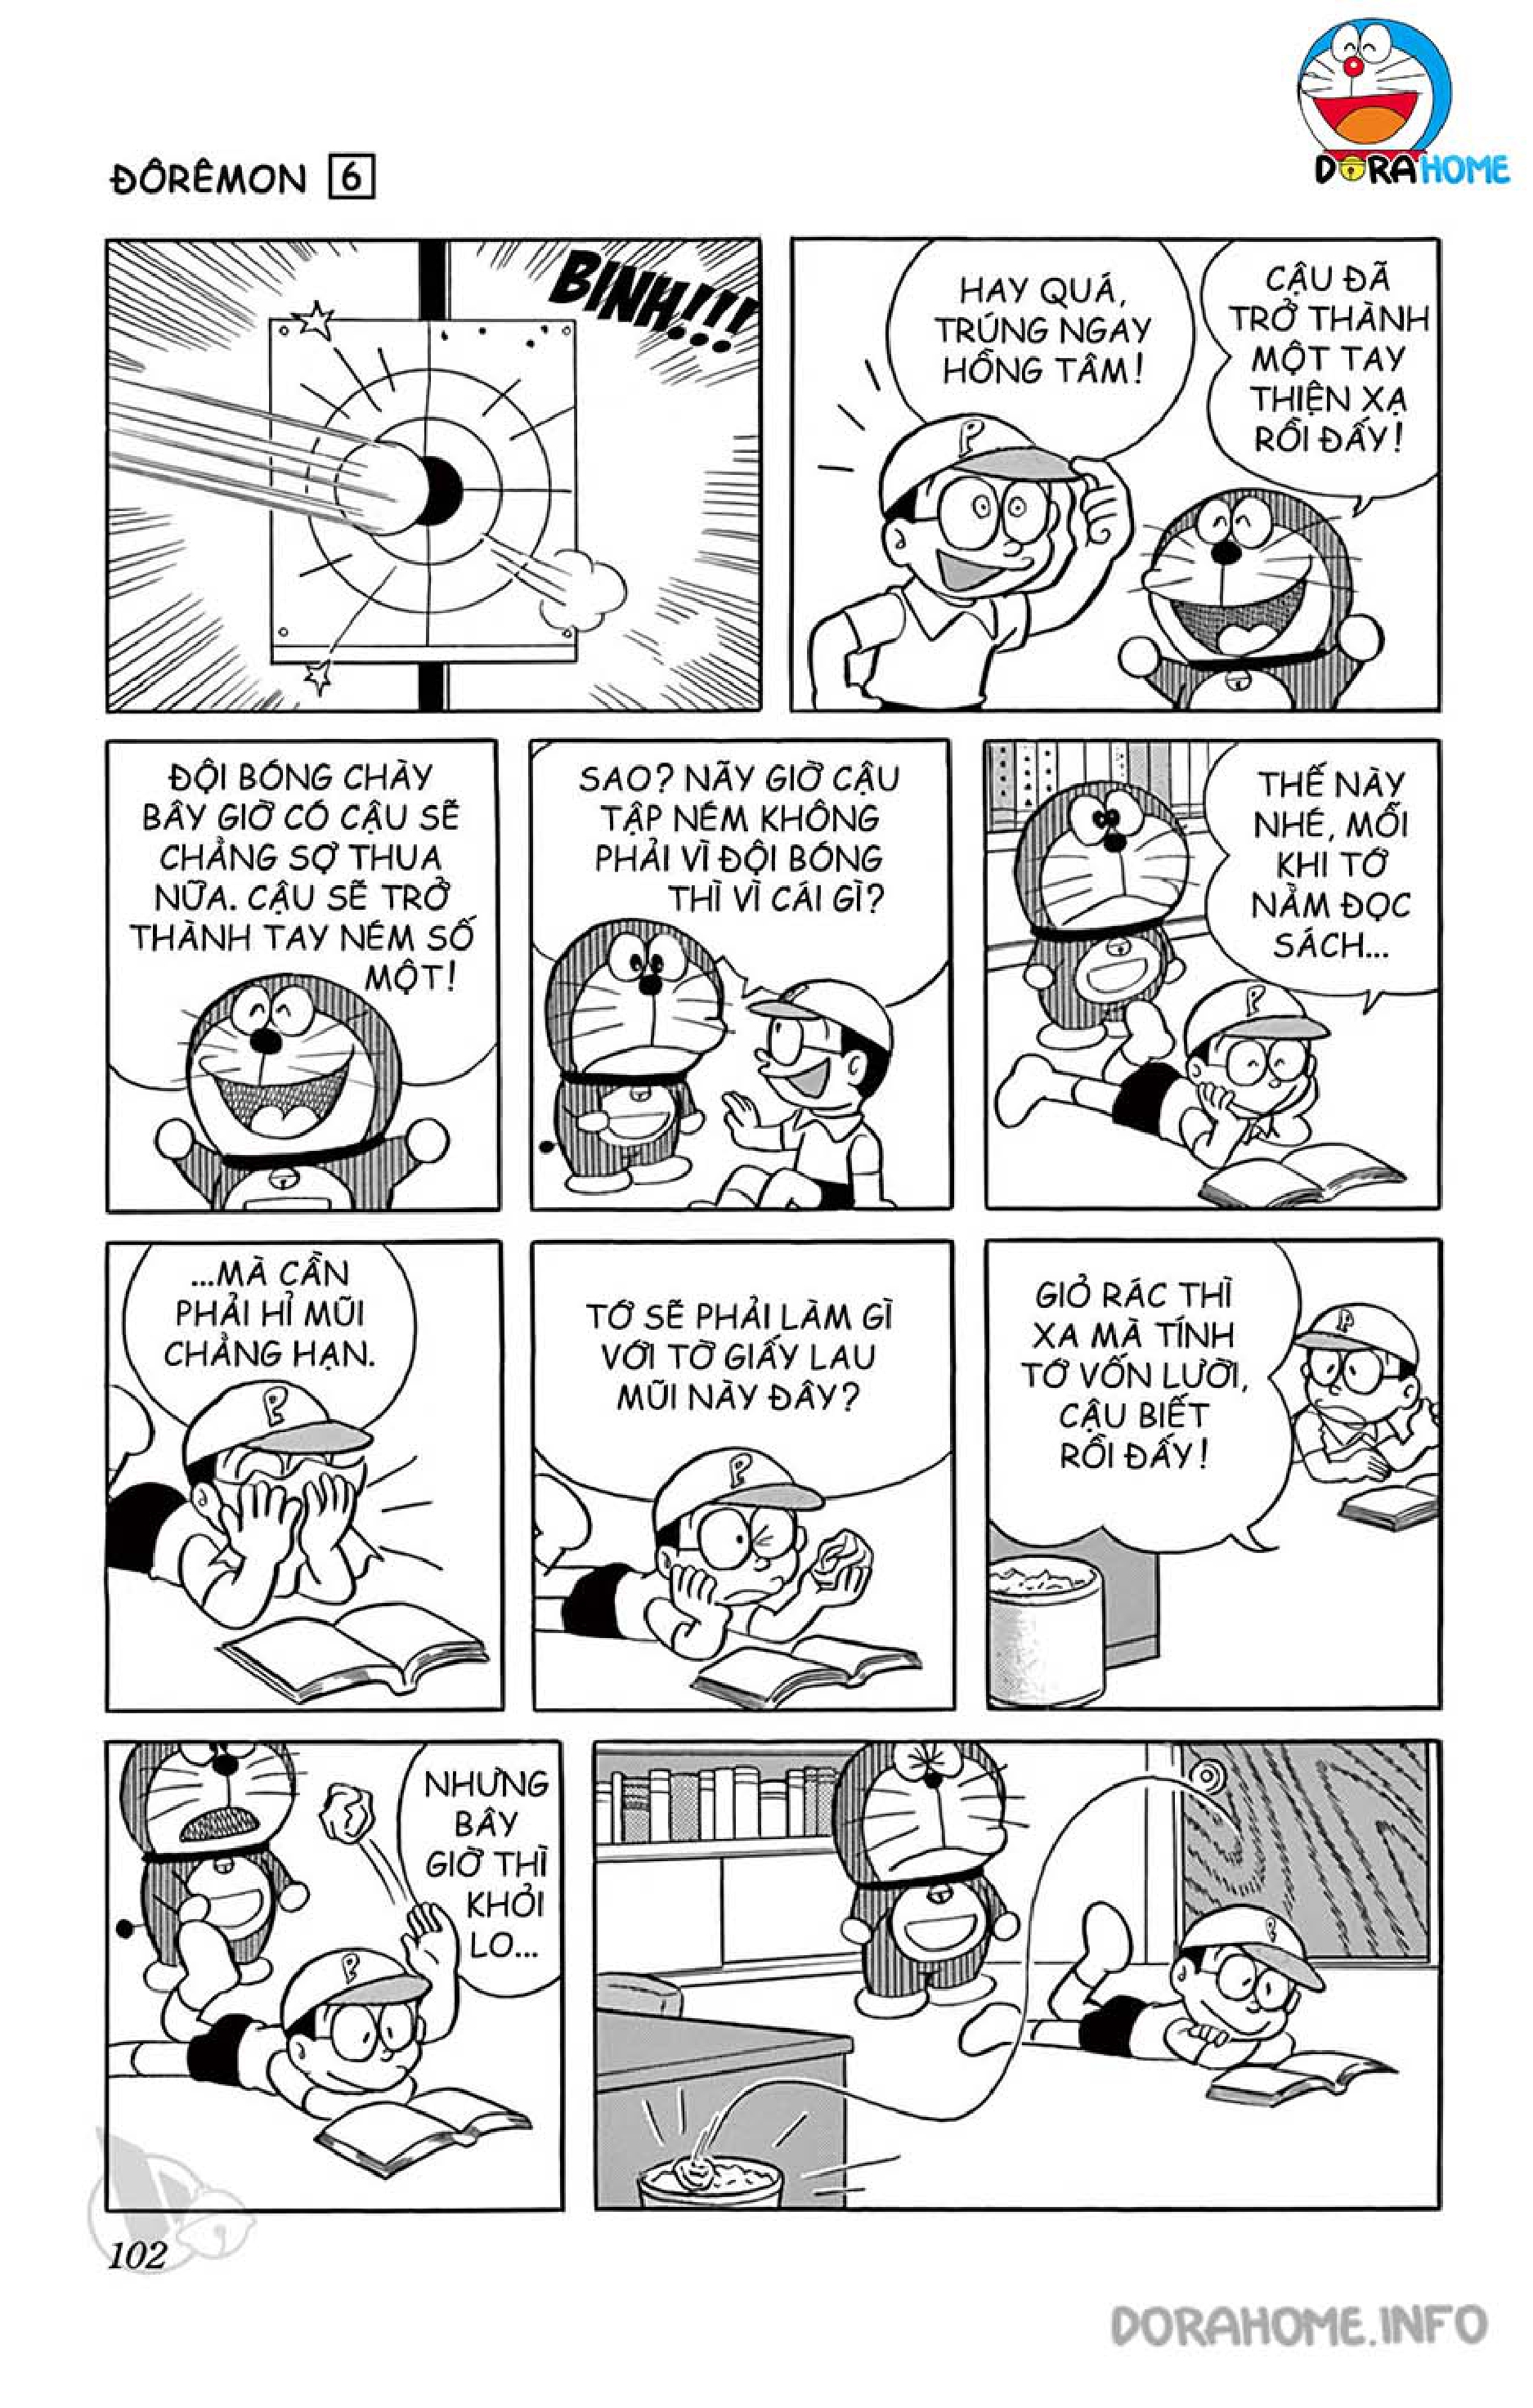 DORAHOME
ĐÔRÊMON 6
BINH!!!
HAY QUÁ,
TRÚNG NGAY
HỒNG TÂM!
P
CẬU ĐÃ
TRỞ THÀNH
MỘT TAY
THIỆN XẠ
RỒI ĐẤY!
ĐỘI BÓNG CHÀY
BÂY GIỜ CÓ CẬU SẼ
CHẲNG SỢ THUA
NỮA. CẬU SẼ TRỞ
THÀNH TAY NÉM SỐ
MỘT!
SAO? NÃY GIỜ CẬU
TẬP NÉM KHÔNG
PHẢI VÌ ĐỘI BÓNG
THÌ VÌ CÁI GÌ?
THẾ NÀY
NHÉ, MỖI
KHI TỚ
NẰM ĐỌC
SÁCH...
P
...MÀ CẦN
PHẢI HỈ MŨI
CHẲNG HẠN.
P
TỚ SẼ PHẢI LÀM GÌ
VỚI TỜ GIẤY LAU
MŨI NÀY ĐÂY?
P
GIỎ RÁC THÌ
XA MÀ TÍNH
TỚ VỐN LƯỜI,
CẬU BIẾT
RỒI ĐẤY!
P
NHƯNG
BÂY
GIỜ THÌ
KHỎI
LO...
P
P
102
DORAHOME.INFO